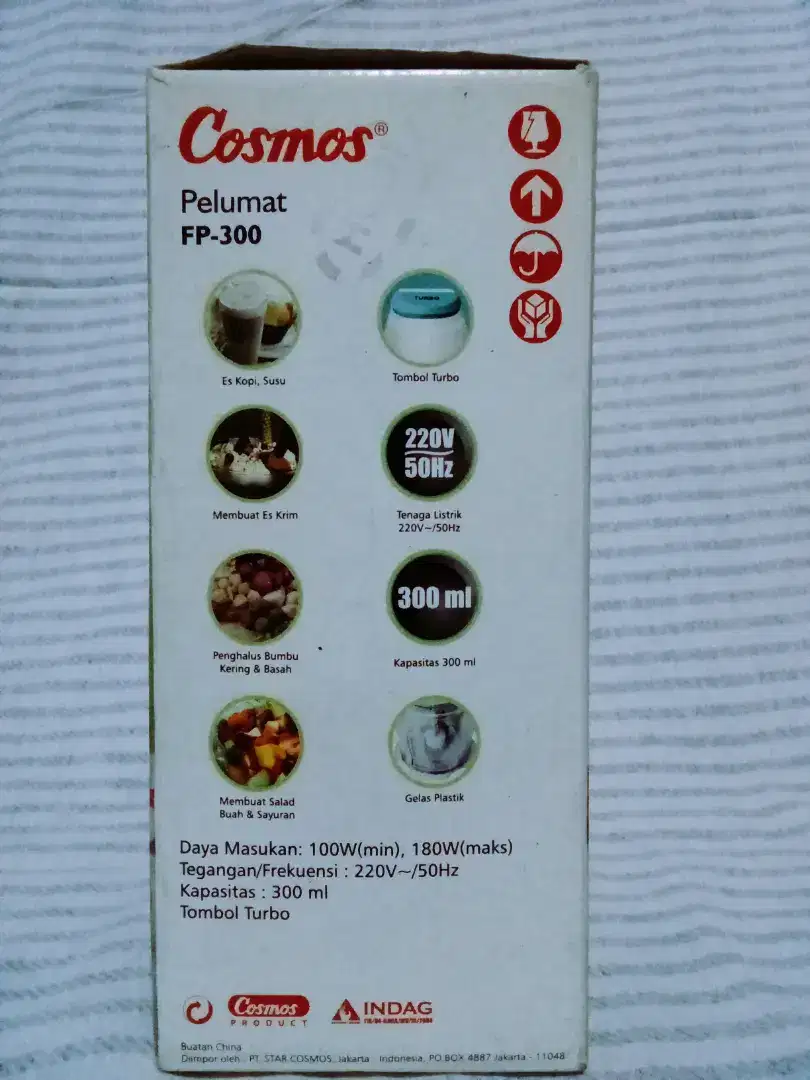 Cosmos®
Pelumat
FP-300
Es Kopi, Susu
TURBO
Tombol Turbo
Membuat Es Krim
220V
50Hz
Tenaga Listrik
220V~/50Hz
Penghalus Bumbu
Kering & Basah
300 ml
Kapasitas 300 ml
Membuat Salad
Buah & Sayuran
Gelas Plastik
Daya Masukan: 100W(min), 180W(maks)
Tegangan/Frekuensi : 220V~/50Hz
Kapasitas : 300 ml
Tombol Turbo
Cosmos
PRODUCT
INDAG
Buatan China
Diimpor oleh : PT. STAR COSMOS, Jakarta Indonesia, PO BOX 4887 Jakarta - 11048